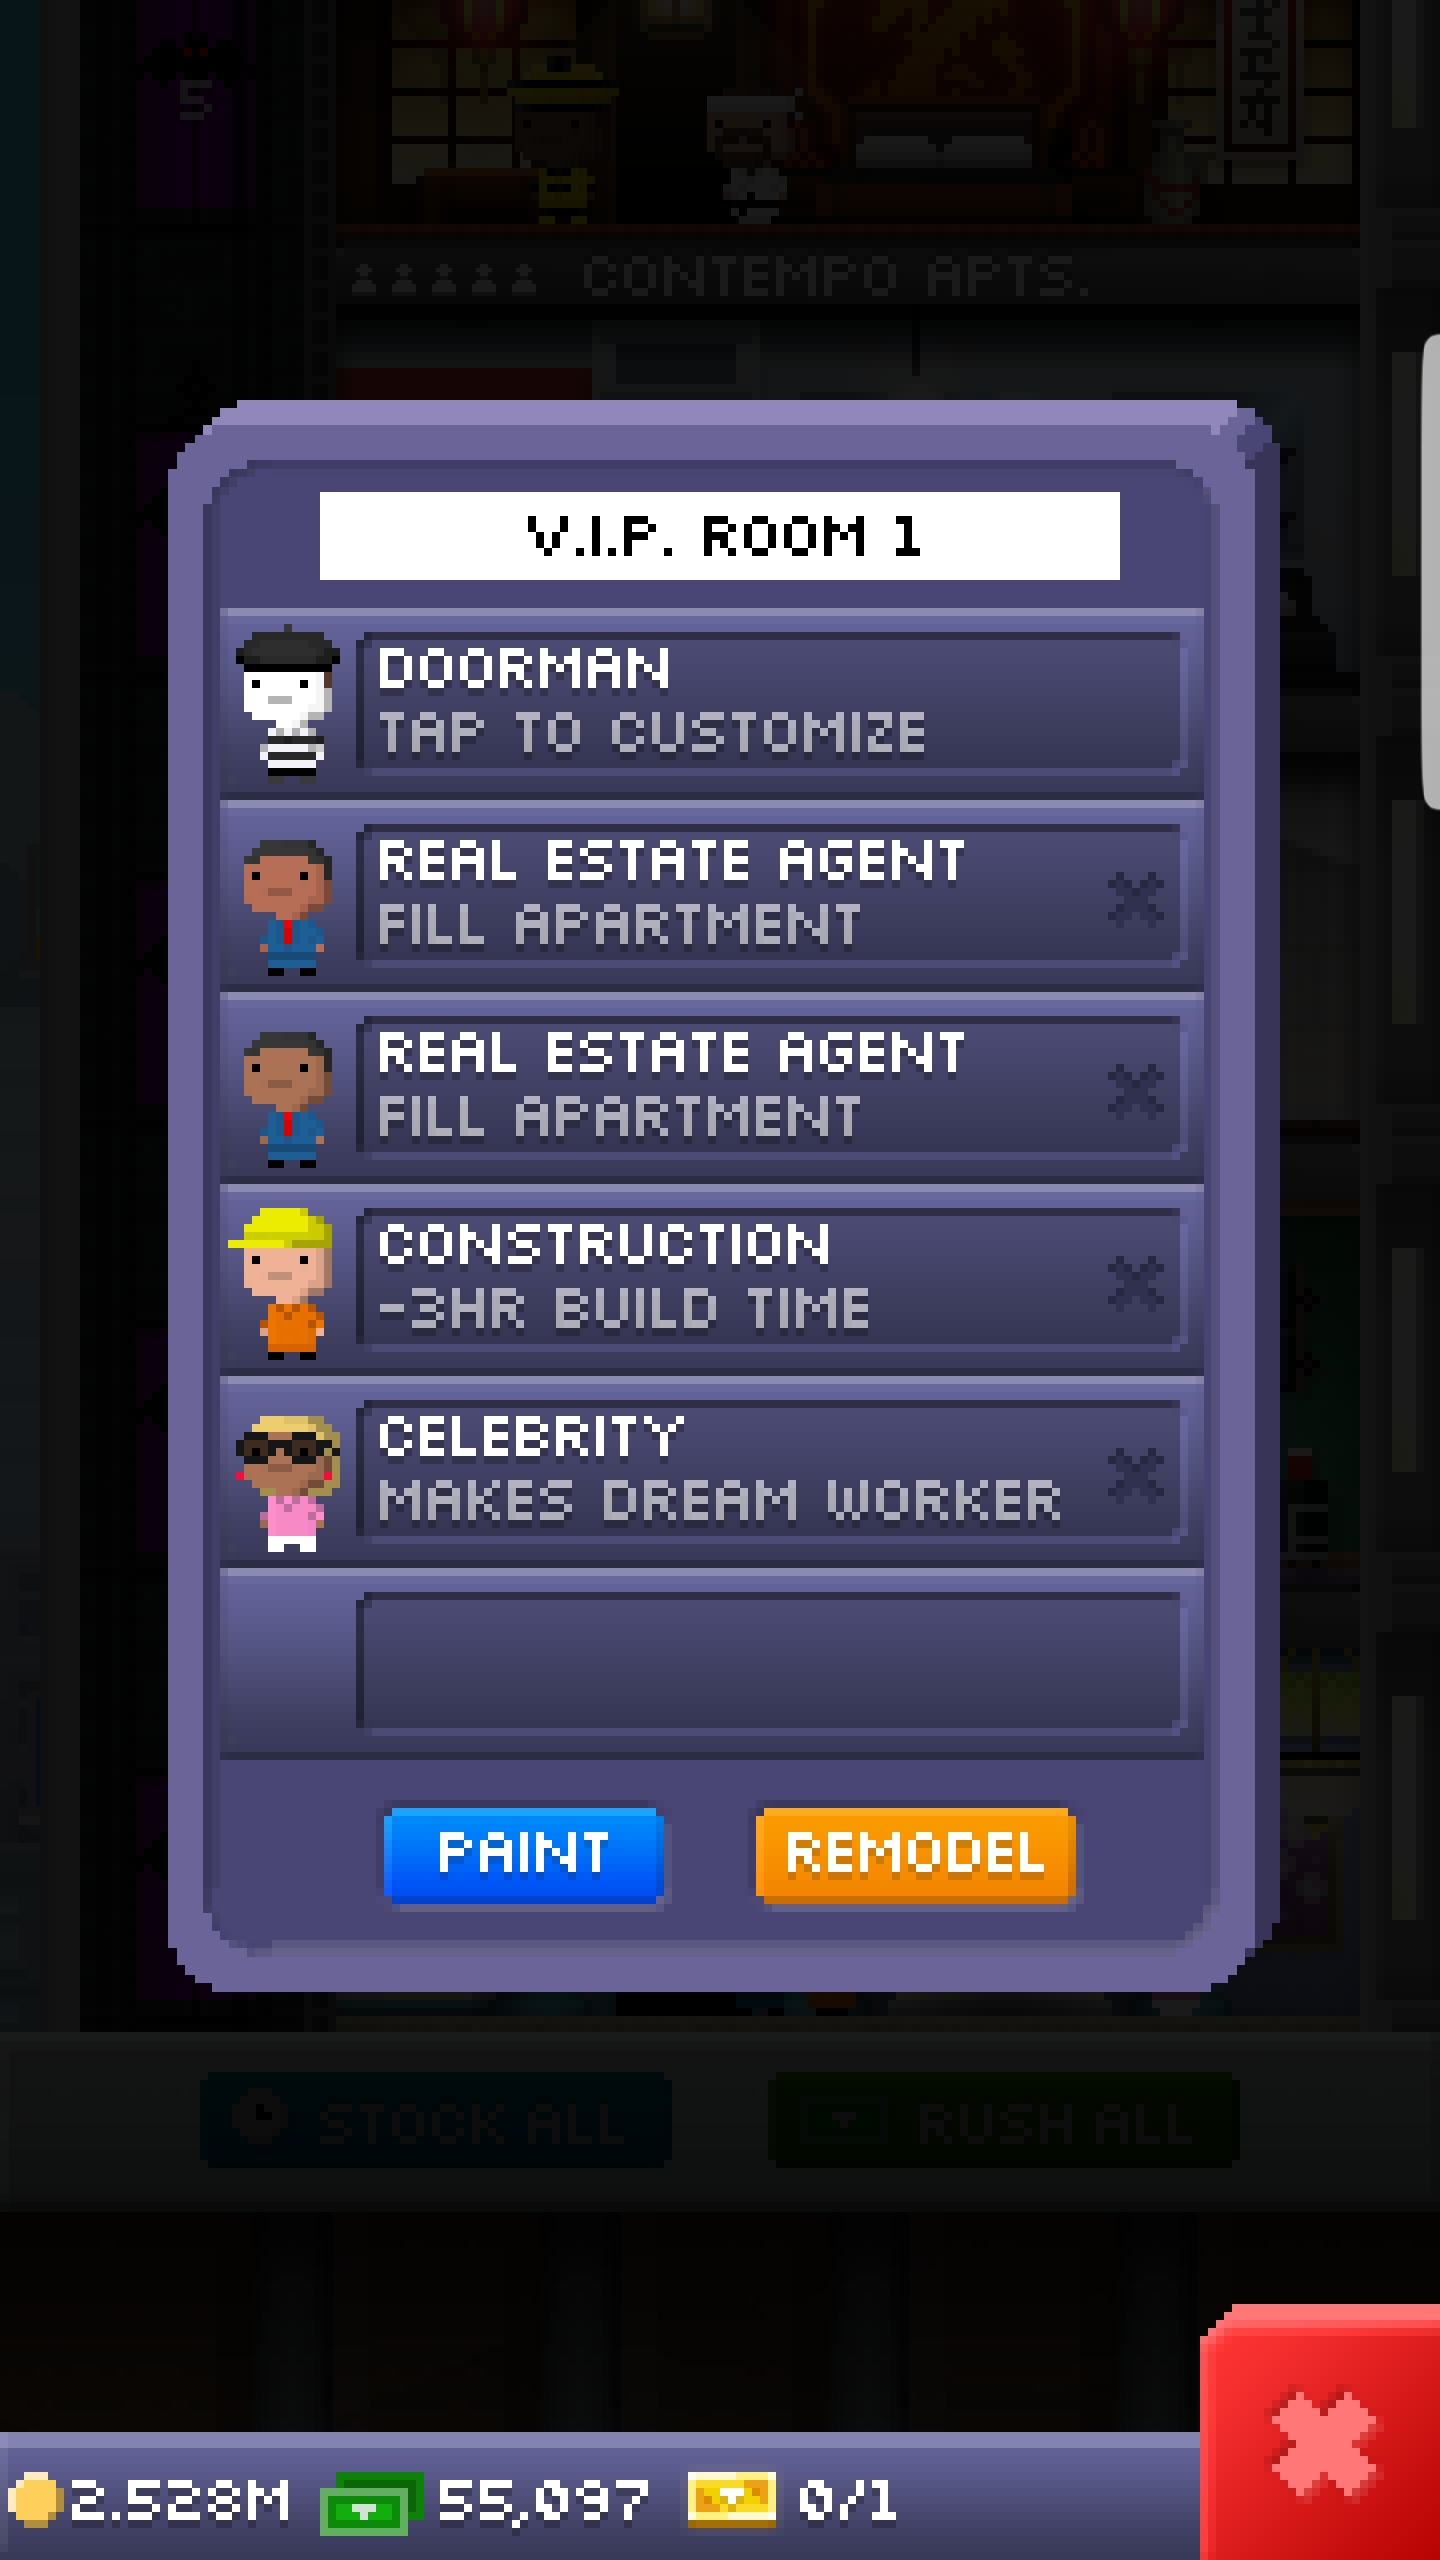 5
CONTEMPO APTS.
V.I.P. ROOM 1
DOORMAN
TAP TO CUSTOMIZE
REAL ESTATE AGENT
FILL APARTMENT
REAL ESTATE AGENT
FILL APARTMENT
CONSTRUCTION
-3HR BUILD TIME
CELEBRITY
MAKES DREAM WORKER
PAINT
REMODEL
STOCK ALL
RUSH ALL
2.528M
55,097
0/1